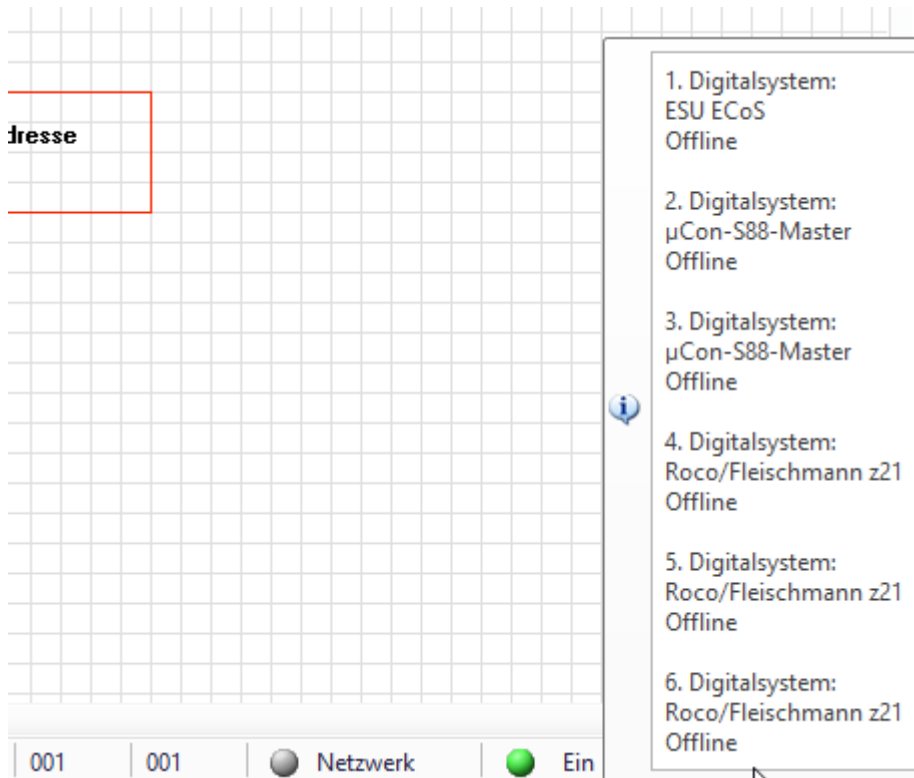 dresse
1. Digitalsystem:
ESU ECoS
Offline
2. Digitalsystem:
µCon-S88-Master
Offline
3. Digitalsystem:
µCon-S88-Master
Offline
4. Digitalsystem:
Roco/Fleischmann z21
Offline
5. Digitalsystem:
Roco/Fleischmann z21
Offline
6. Digitalsystem:
Roco/Fleischmann z21
Offline
001 001 Netzwerk Ein